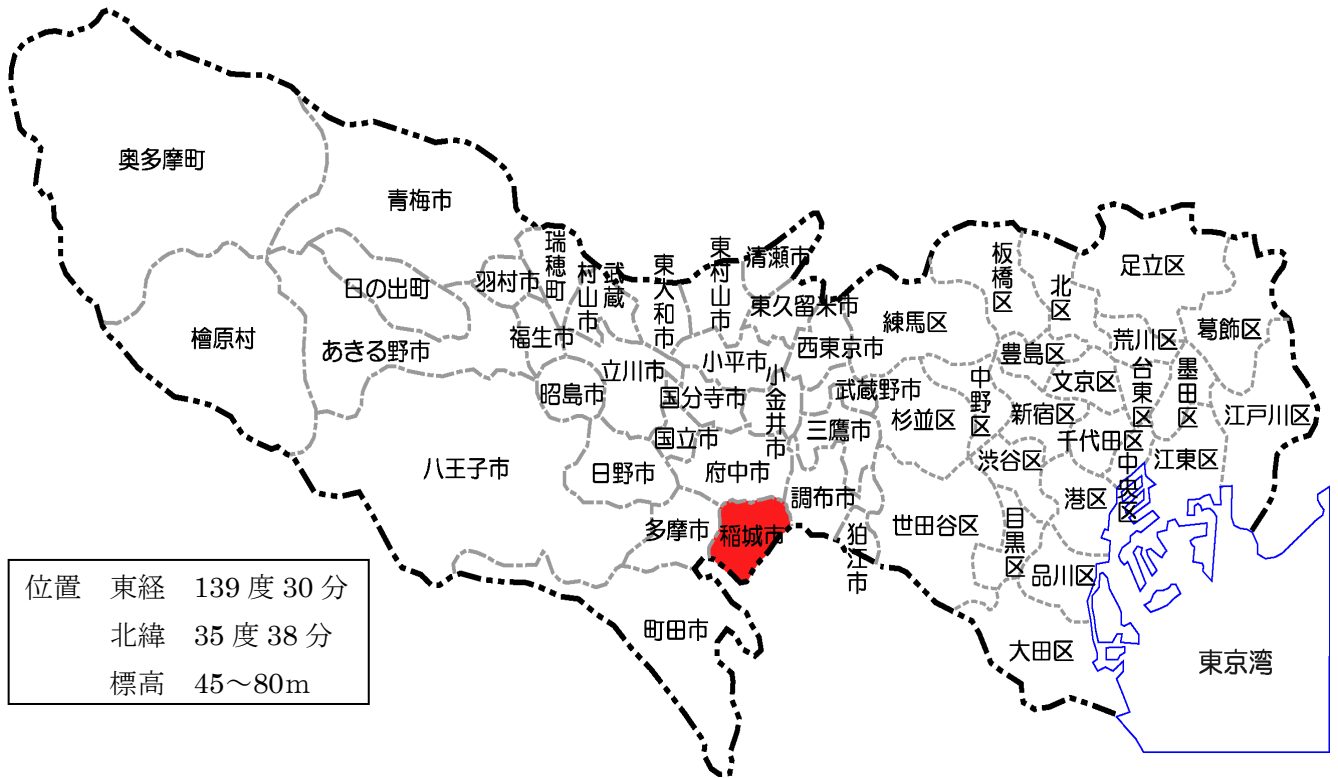 奥多摩町
青梅市
瑞穂町
羽村市
武蔵
村山市
東大和市
東村山市
清瀬市
東久留米市
日の出町
檜原村
あきる野市
福生市
昭島市
立川市
小平市
国分寺市
小金井市
西東京市
武蔵野市
三鷹市
国立市
府中市
八王子市
日野市
多摩市
稲城市
調布市
狛江市
町田市
練馬区
板橋区
北区
足立区
葛飾区
荒川区
豊島区
文京区
台東区
墨田区
江戸川区
中野区
杉並区
新宿区
千代田区
渋谷区
中央区
江東区
港区
世田谷区
目黒区
品川区
大田区
東京湾
位置 東経 139 度 30 分
北緯 35 度 38 分
標高 45～80m